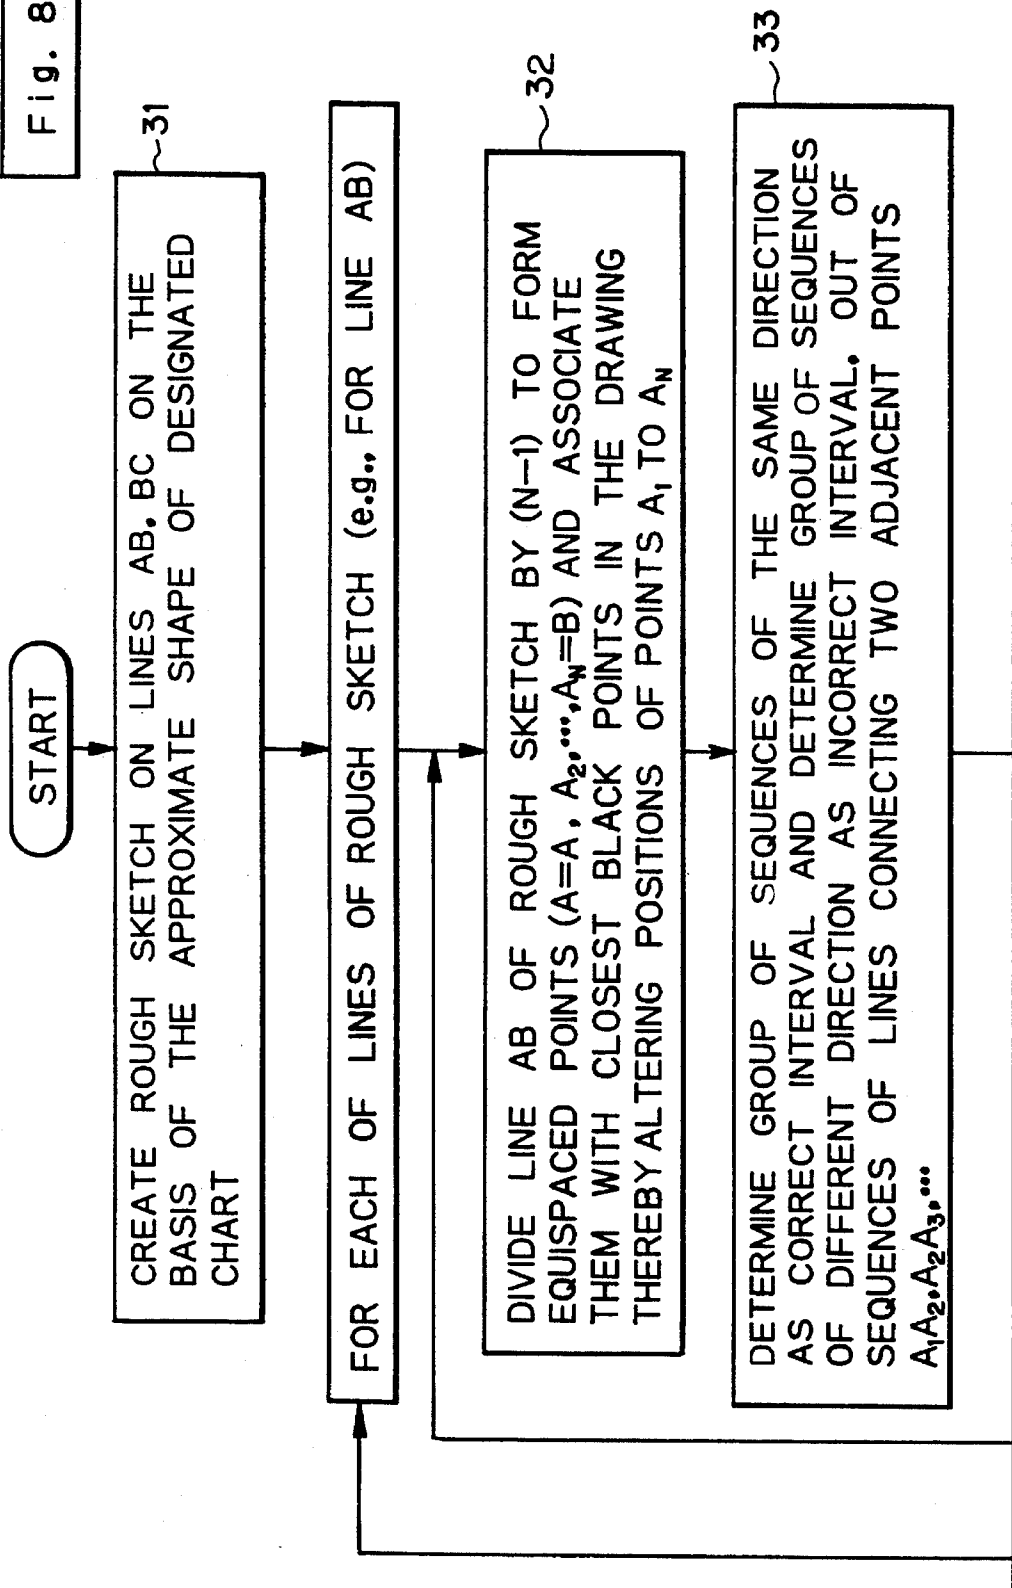 Fig. 8
START
31
CREATE ROUGH SKETCH ON LINES AB, BC ON THE
BASIS OF THE APPROXIMATE SHAPE OF DESIGNATED
CHART
FOR EACH OF LINES OF ROUGH SKETCH (e.g., FOR LINE AB)
32
DIVIDE LINE AB OF ROUGH SKETCH BY (N−1) TO FORM
EQUISPACED POINTS (A=A, A₂,•••,A_N=B) AND ASSOCIATE
THEM WITH CLOSEST BLACK POINTS IN THE DRAWING
THEREBY ALTERING POSITIONS OF POINTS A₁ TO A_N
33
DETERMINE GROUP OF SEQUENCES OF THE SAME DIRECTION
AS CORRECT INTERVAL AND DETERMINE GROUP OF SEQUENCES
OF DIFFERENT DIRECTION AS INCORRECT INTERVAL. OUT OF
SEQUENCES OF LINES CONNECTING TWO ADJACENT POINTS
A₁A₂,A₂A₃,•••